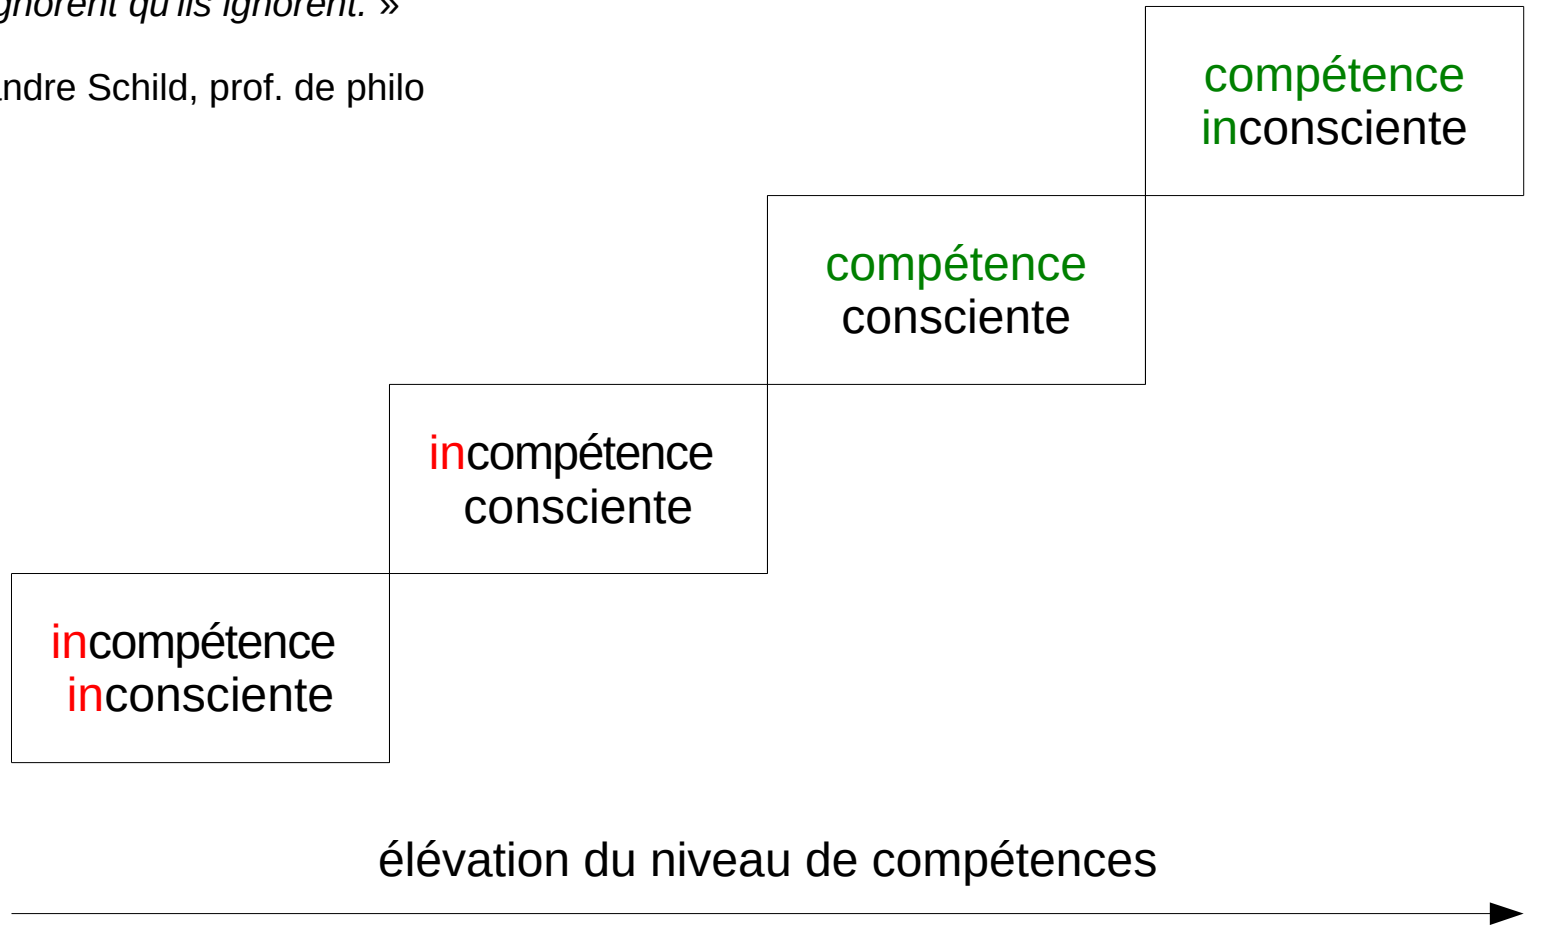 ignorent qu'ils ignorent. »
andre Schild, prof. de philo
compétence
inconsciente
compétence
consciente
incompétence
consciente
incompétence
inconsciente
élévation du niveau de compétences